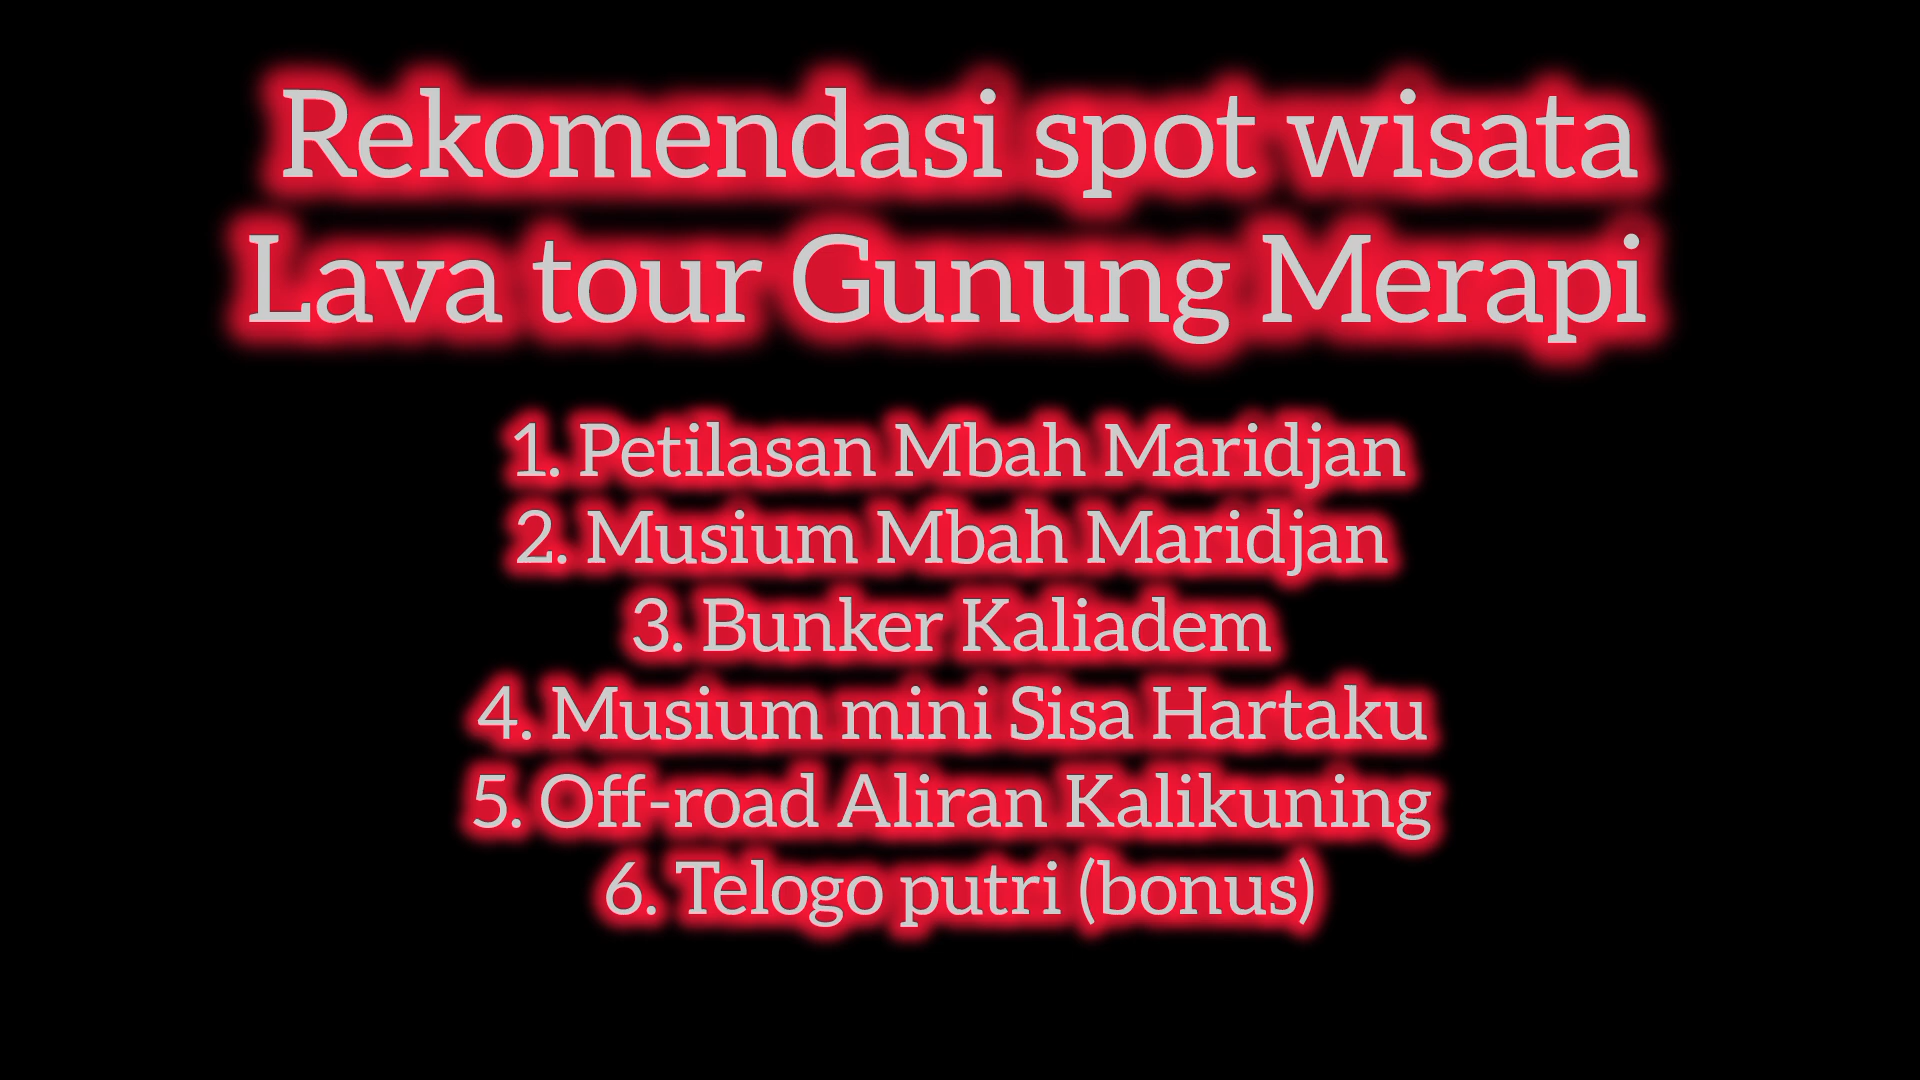 Rekomendasi spot wisata
Lava tour Gunung Merapi
1. Petilasan Mbah Maridjan
2. Musium Mbah Maridjan
3. Bunker Kaliadem
4. Musium mini Sisa Hartaku
5. Off-road Aliran Kalikuning
6. Telogo putri (bonus)